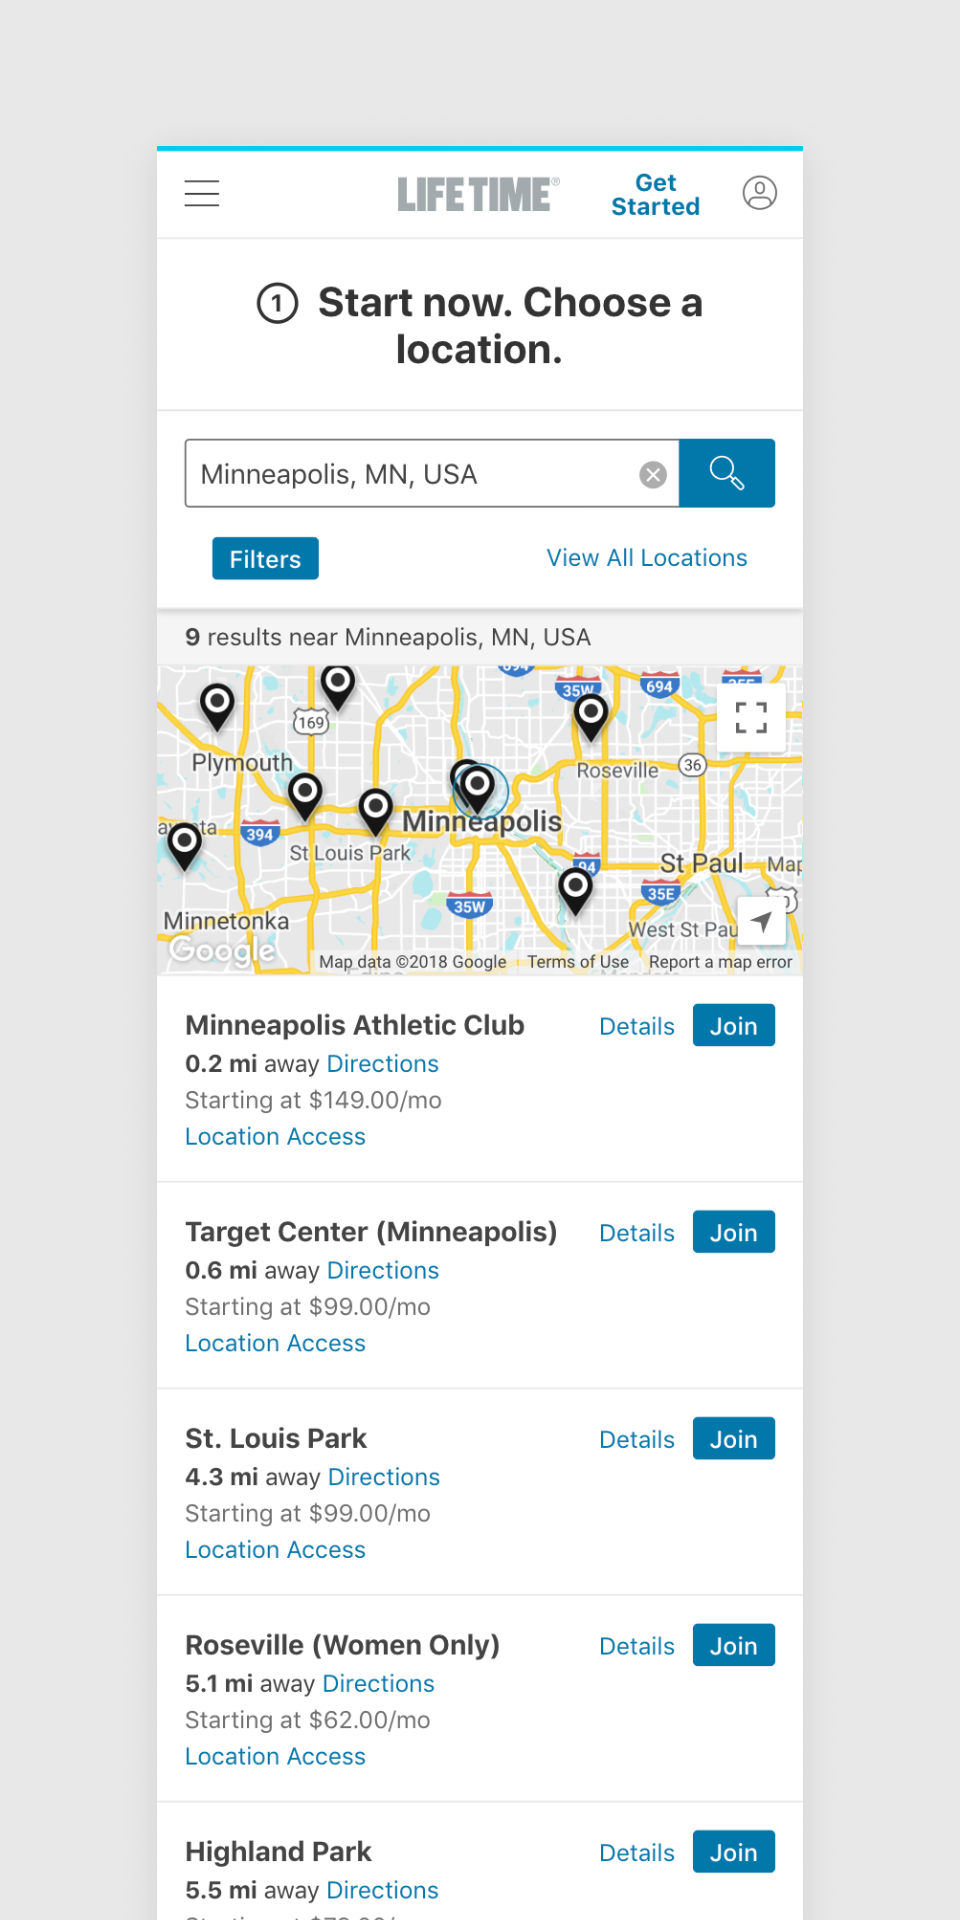 LIFE TIME®
Get
Started
1 Start now. Choose a
location.
Minneapolis, MN, USA
Filters
View All Locations
9 results near Minneapolis, MN, USA
694
35W
694
35E
169
Plymouth
Roseville
36
394
Minneapolis
St Louis Park
94
St Paul
35E
35W
Minnetonka
West St Pau
Google
Map data ©2018 Google
Terms of Use
Report a map error
Minneapolis Athletic Club
Details
Join
0.2 mi away Directions
Starting at $149.00/mo
Location Access
Target Center (Minneapolis)
Details
Join
0.6 mi away Directions
Starting at $99.00/mo
Location Access
St. Louis Park
Details
Join
4.3 mi away Directions
Starting at $99.00/mo
Location Access
Roseville (Women Only)
Details
Join
5.1 mi away Directions
Starting at $62.00/mo
Location Access
Highland Park
Details
Join
5.5 mi away Directions